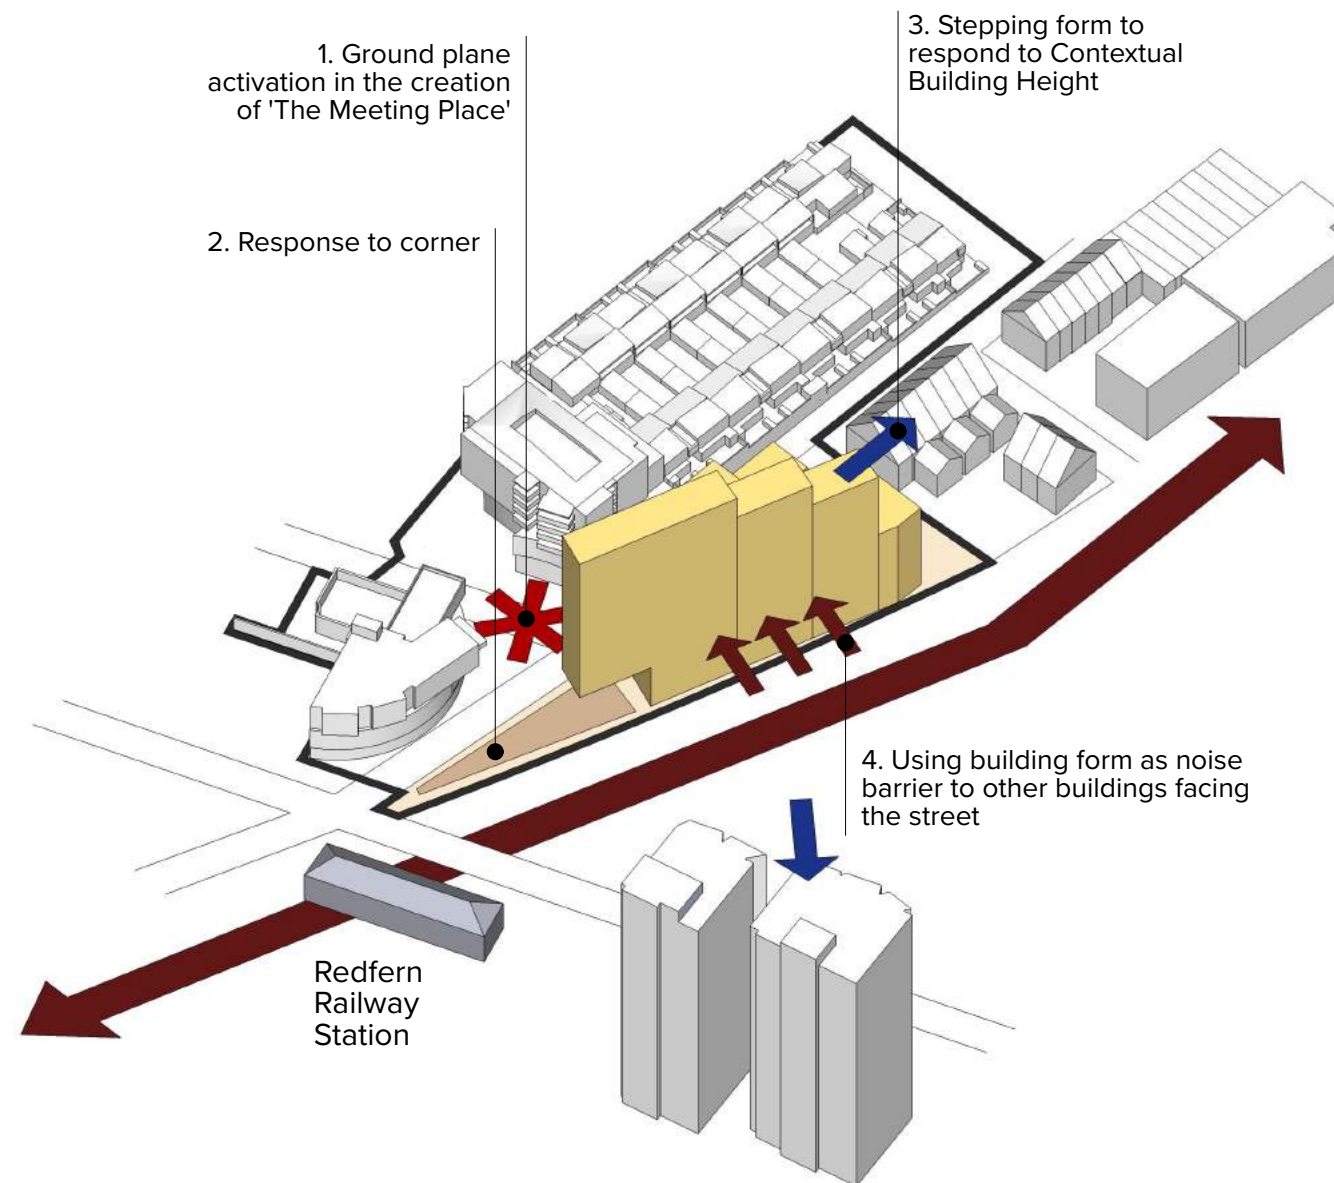 1. Ground plane
activation in the creation
of 'The Meeting Place'
3. Stepping form to
respond to Contextual
Building Height
2. Response to corner
4. Using building form as noise
barrier to other buildings facing
the street
Redfern
Railway
Station